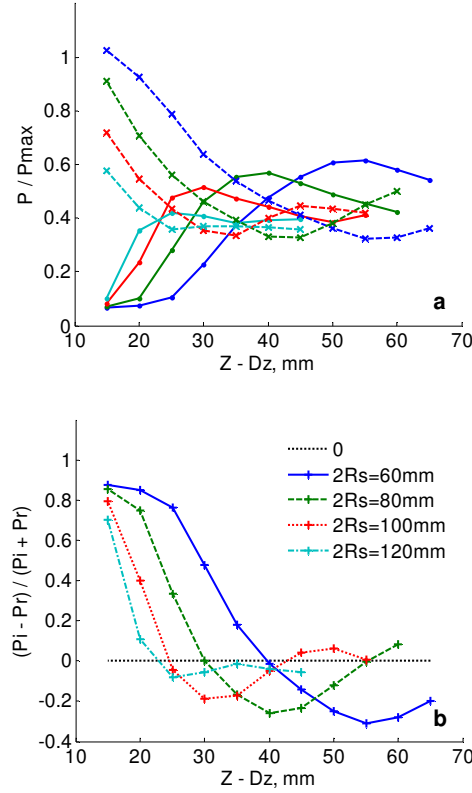 1
0.8
0.6
0.4
0.2
0
P / Pmax
a
10 20 30 40 50 60 70
Z - Dz, mm
1
0.8
0.6
0.4
0.2
0
-0.2
-0.4
(Pi - Pr) / (Pi + Pr)
0
2Rs=60mm
2Rs=80mm
2Rs=100mm
2Rs=120mm
b
10 20 30 40 50 60 70
Z - Dz, mm